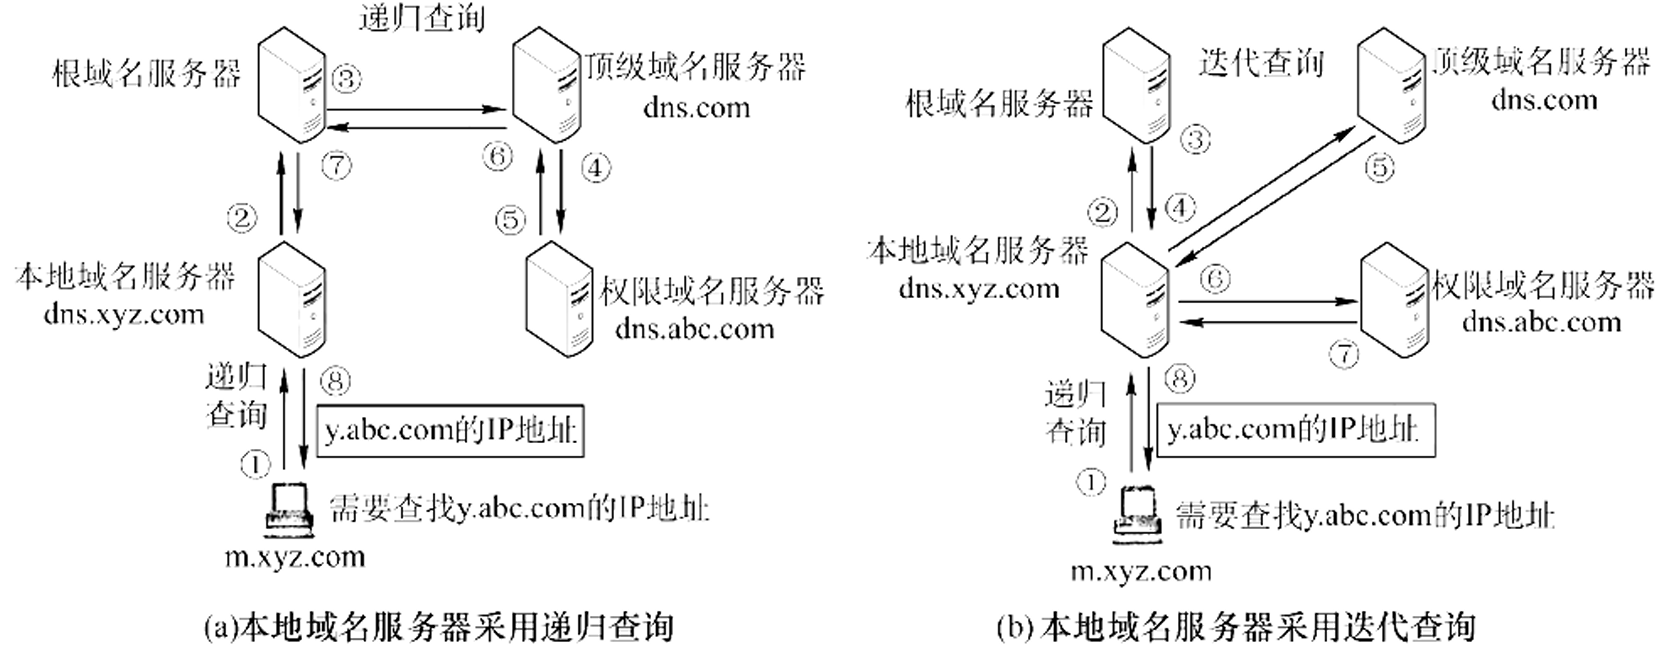 递归查询
根域名服务器
③
顶级域名服务器
dns.com
⑦
⑥
④
②
⑤
本地域名服务器
dns.xyz.com
权限域名服务器
dns.abc.com
递归
查询
⑧
y.abc.com的IP地址
①
需要查找y.abc.com的IP地址
m.xyz.com
(a)本地域名服务器采用递归查询
迭代查询
顶级域名服务器
dns.com
根域名服务器
③
⑤
②
④
本地域名服务器
dns.xyz.com
⑥
权限域名服务器
dns.abc.com
⑦
⑧
递归
查询
y.abc.com的IP地址
①
需要查找y.abc.com的IP地址
m.xyz.com
(b) 本地域名服务器采用迭代查询